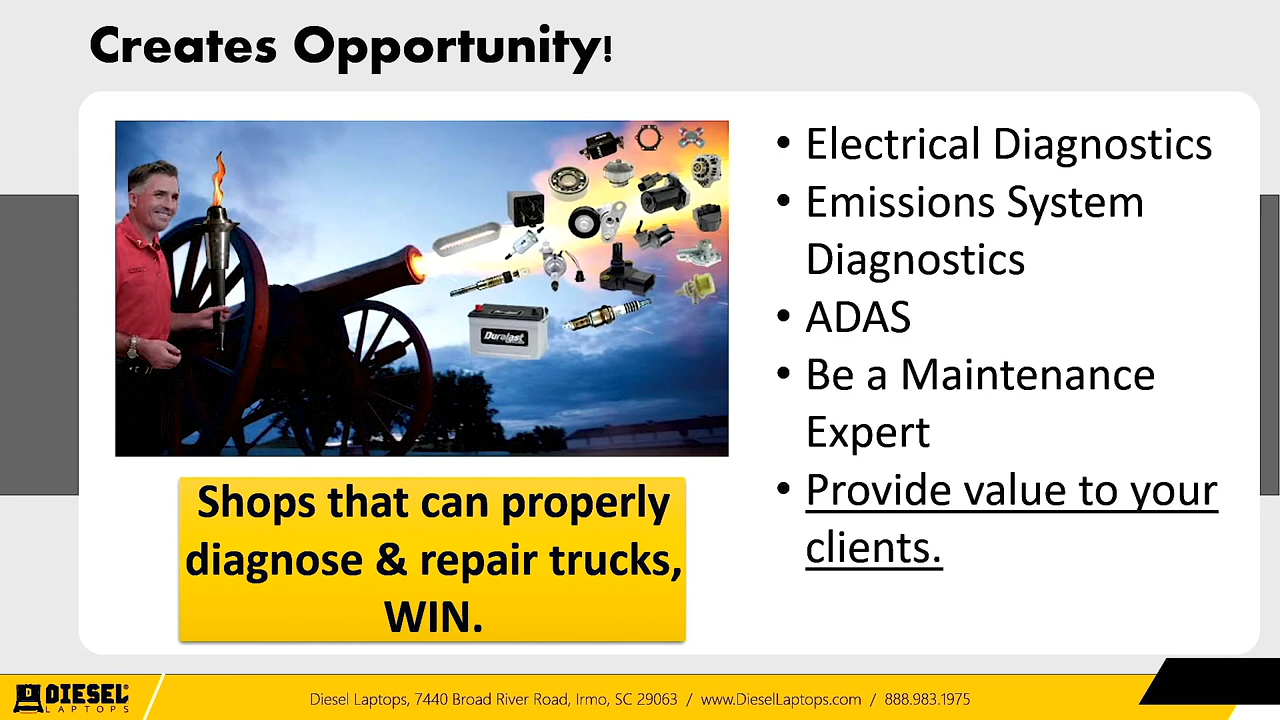 Creates Opportunity!
Duralast
Shops that can properly
diagnose & repair trucks,
WIN.
• Electrical Diagnostics
• Emissions System
Diagnostics
• ADAS
• Be a Maintenance
Expert
• Provide value to your
clients.
DIESEL
LAPTOPS
Diesel Laptops, 7440 Broad River Road, Irmo, SC 29063 / www.DieselLaptops.com / 888.983.1975